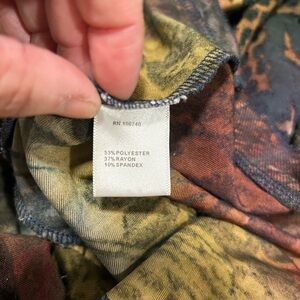 RN 106740
53%POLYESTER
37%RAYON
10%SPANDEX